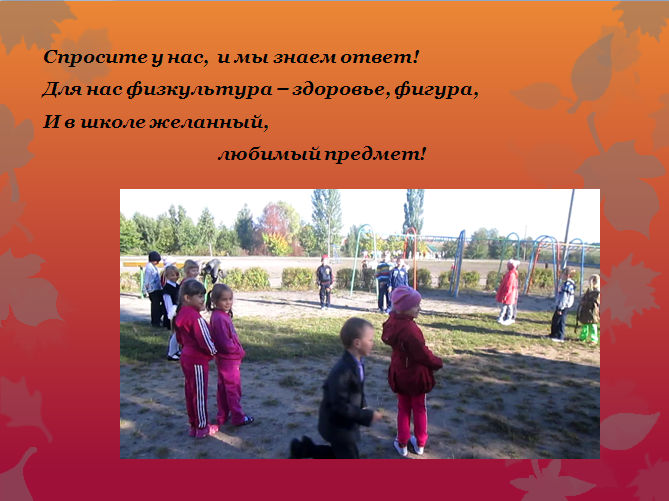 Спросите у нас, и мы знаем ответ!
Для нас физкультура – здоровье, фигура,
И в школе желанный,
любимый предмет!